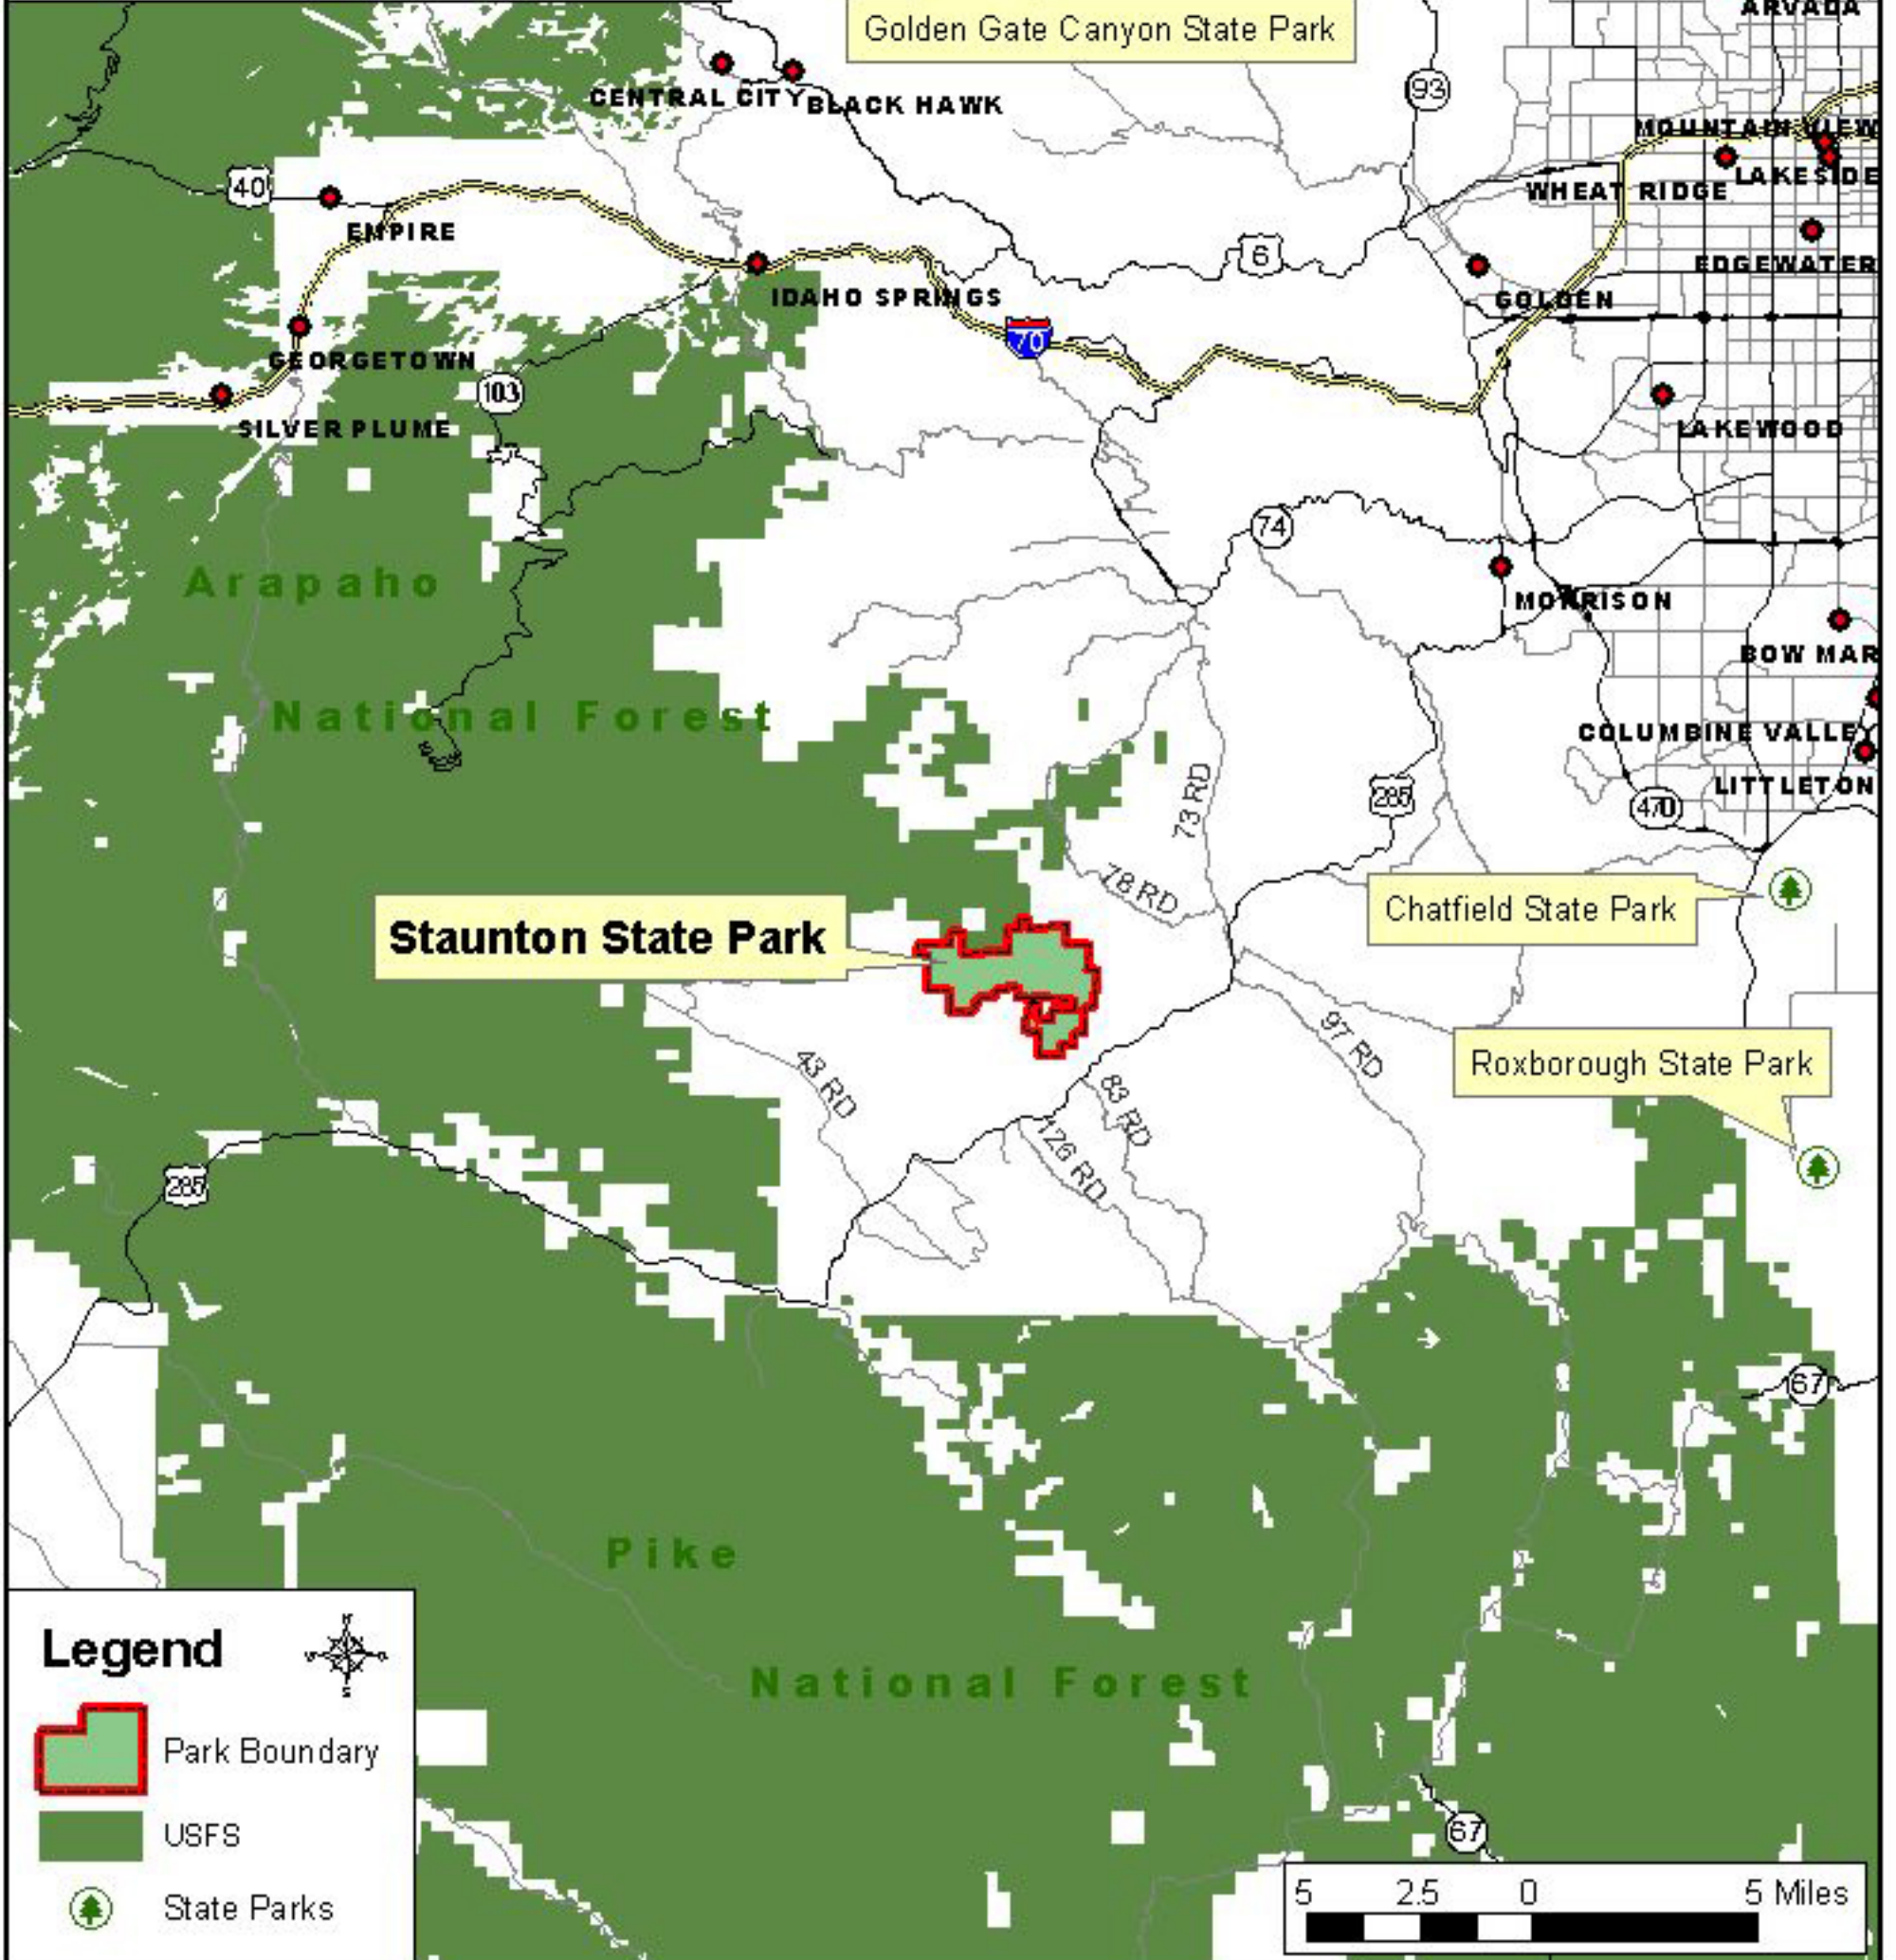 ARVADA
Golden Gate Canyon State Park
93
CENTRAL CITY
BLACK HAWK
MOUNTAIN VIEW
40
WHEAT RIDGE
LAKESIDE
EMPIRE
6
EDGEWATER
IDAHO SPRINGS
GOLDEN
70
GEORGETOWN
103
SILVER PLUME
LAKEWOOD
74
Arapaho
MORRISON
BOW MAR
National Forest
COLUMBINE VALLEY
LITTLETON
73 RD
285
470
78 RD
Staunton State Park
Chatfield State Park
97 RD
Roxborough State Park
43 RD
83 RD
126 RD
285
67
Pike
National Forest
Legend
N
S
Park Boundary
USFS
State Parks
67
5 2.5 0 5 Miles